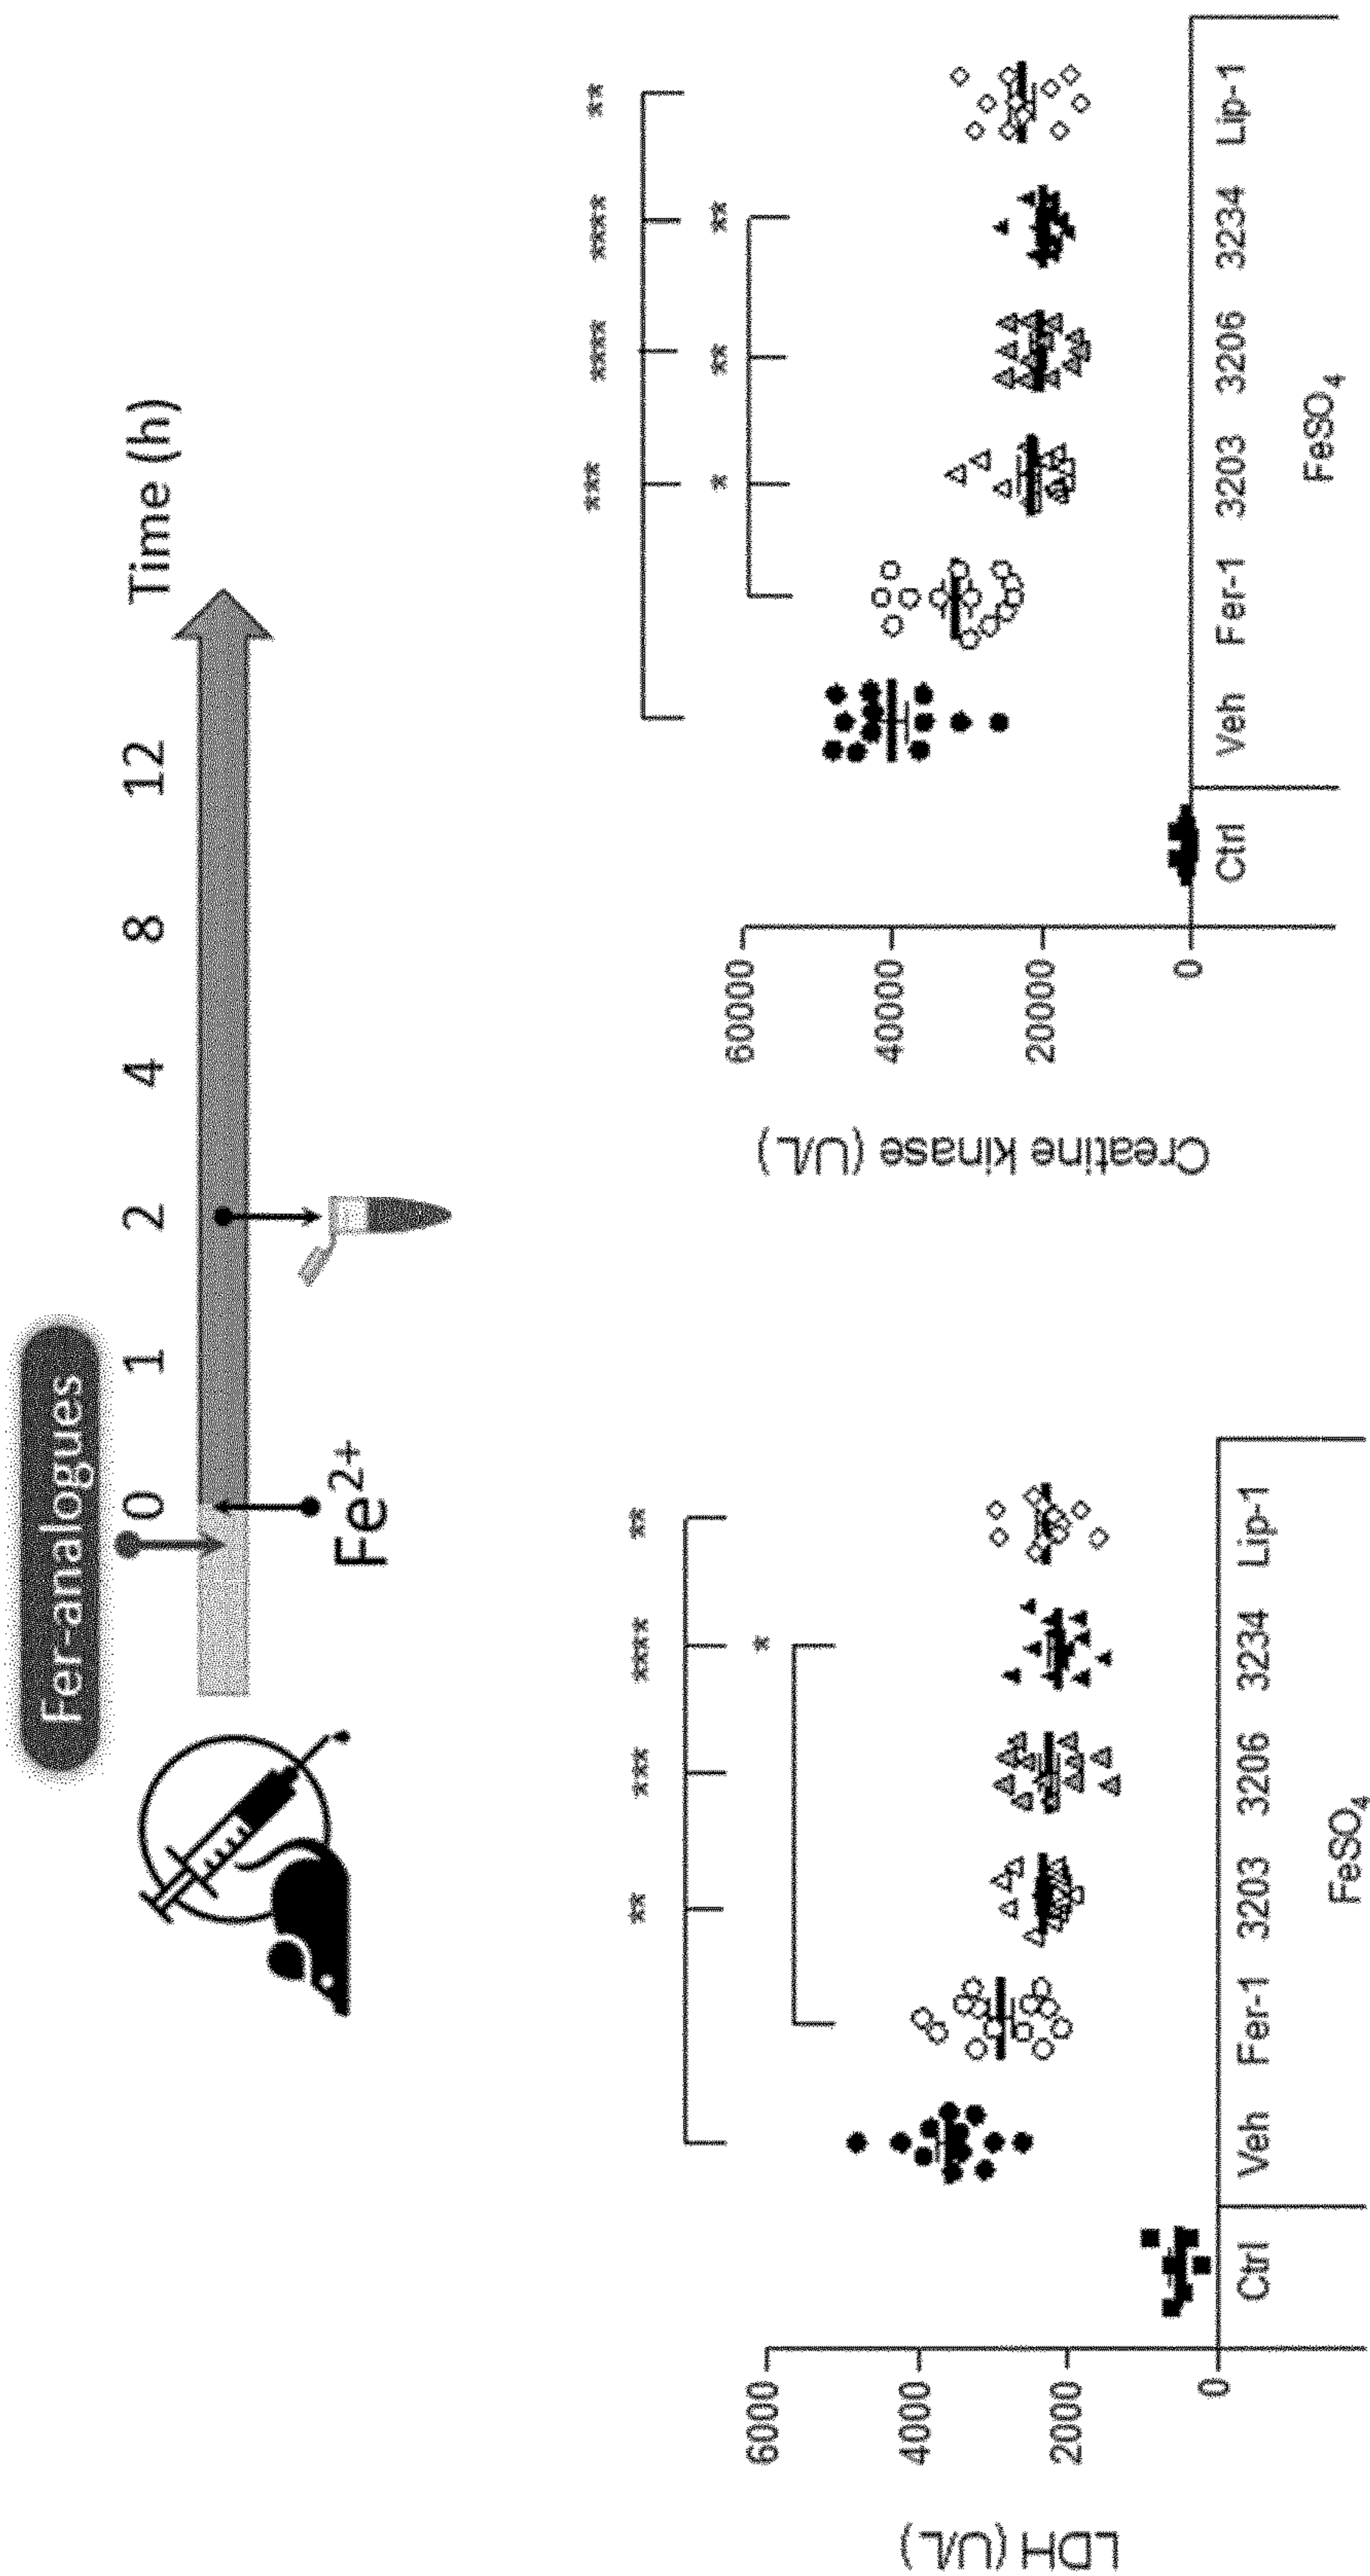 Fer-analogues
0 1 2 4 8 12 Time (h)
Fe2+
LDH (U/L)
6000
4000
2000
0
** *** **** **
*
Ctrl Veh Fer-1 3203 3206 3234 Lip-1
FeSO4
Creatine kinase (U/L)
60000
40000
20000
0
*** **** **** **
* ** **
Ctrl Veh Fer-1 3203 3206 3234 Lip-1
FeSO4